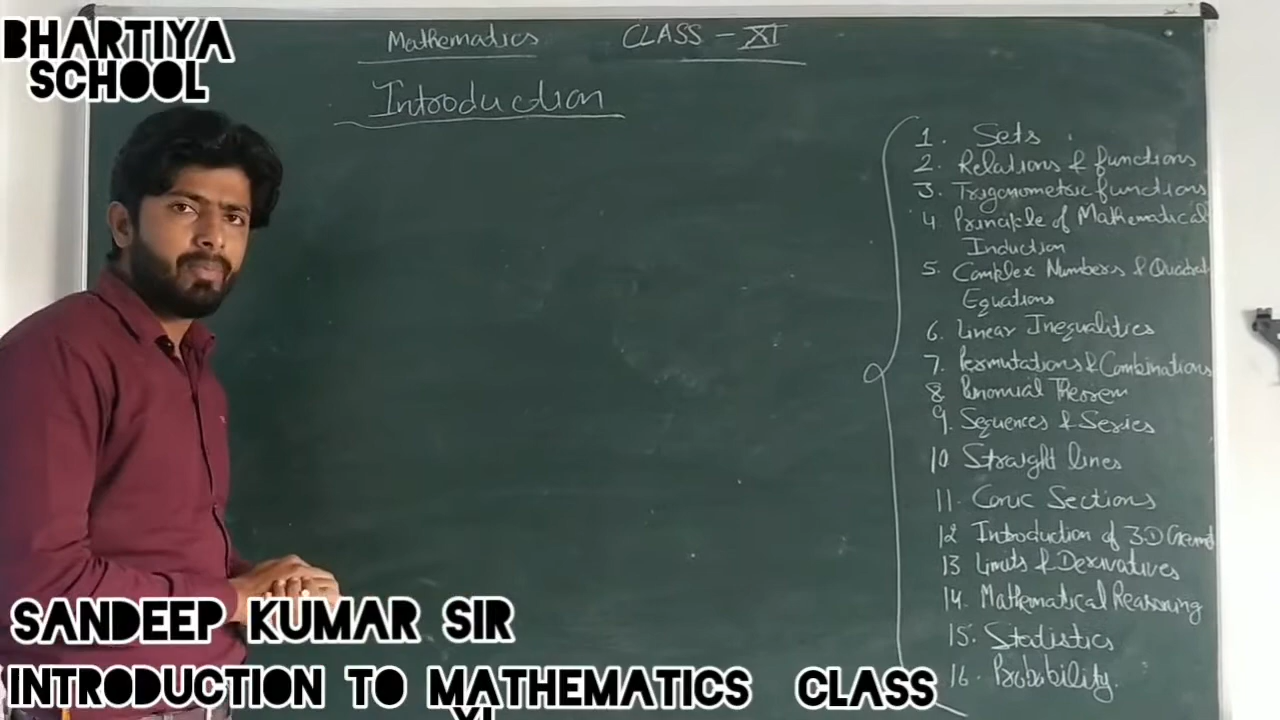 BHARTIYA
SCHOOL
Mathematics CLASS - XI
Introduction
1. Sets
2. Relations & functions
3. Trigonometric functions
4. Principle of Mathematical
Induction
5. Complex Numbers & Quadrat
Equations
6. Linear Inequalities
7. Permutations & Combinations
8. Binomial Theorem
9. Sequences & Series
10 Straight lines
11. Conic Sections
12 Introduction of 3-D Geomet
13 Limits & Derivatives
14. Mathematical Reasoning
15. Statistics
16. Probability.
SANDEEP KUMAR SIR
INTRODUCTION TO MATHEMATICS CLASS
XI